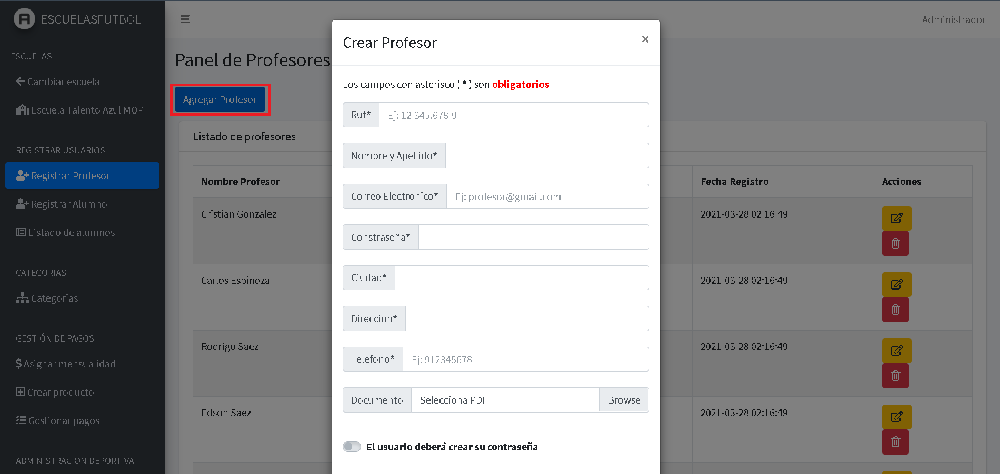 ESCUELASFUTBOL
Administrador
ESCUELAS
Cambiar escuela
Escuela Talento Azul MOP
REGISTRAR USUARIOS
Registrar Profesor
Registrar Alumno
Listado de alumnos
CATEGORIAS
Categorias
GESTIÓN DE PAGOS
$ Asignar mensualidad
Crear producto
Gestionar pagos
ADMINISTRACION DEPORTIVA
Panel de Profesores
Agregar Profesor
Listado de profesores
Nombre Profesor
Fecha Registro
Acciones
Cristian Gonzalez
2021-03-28 02:16:49
Carlos Espinoza
2021-03-28 02:16:49
Rodrigo Saez
2021-03-28 02:16:49
Edson Saez
2021-03-28 02:16:49
Crear Profesor
×
Los campos con asterisco ( * ) son obligatorios
Rut* Ej: 12.345.678-9
Nombre y Apellido*
Correo Electronico* Ej: profesor@gmail.com
Constraseña*
Ciudad*
Direccion*
Telefono* Ej: 912345678
Documento Selecciona PDF Browse
El usuario deberá crear su contraseña